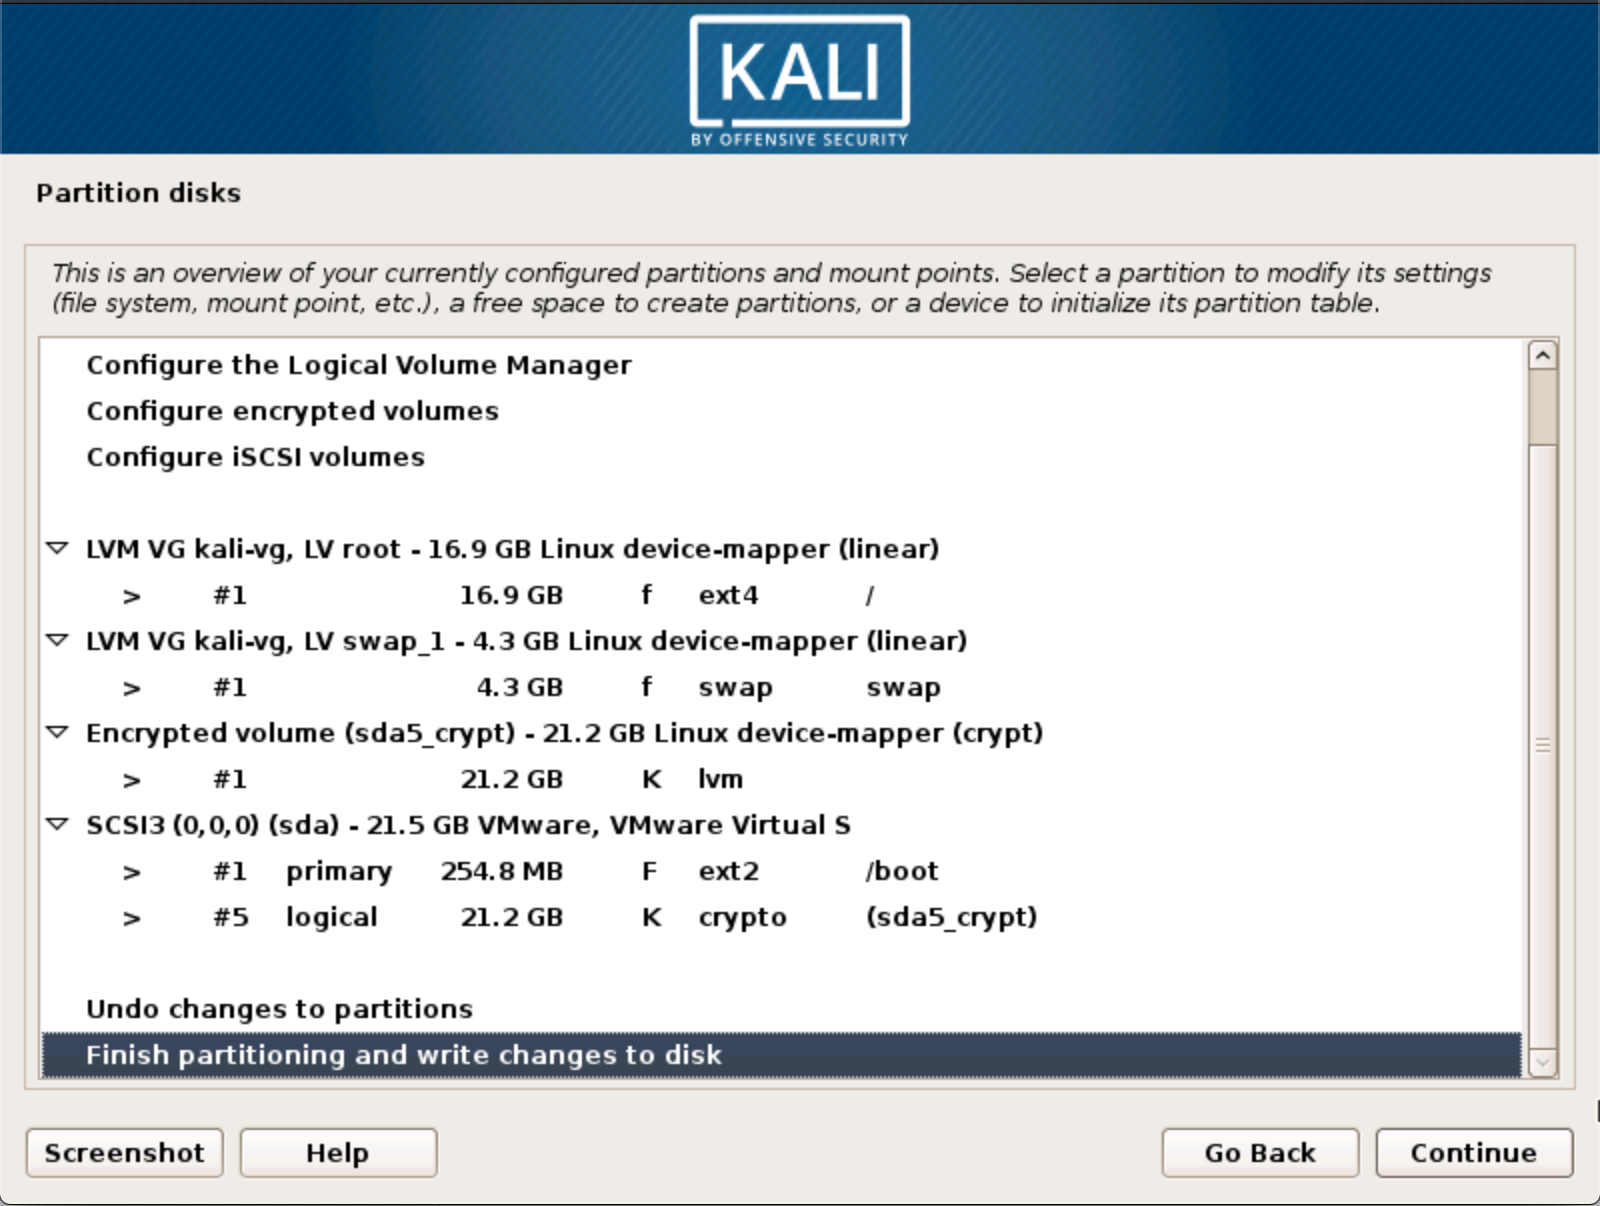 KALI
BY OFFENSIVE SECURITY
Partition disks
This is an overview of your currently configured partitions and mount points. Select a partition to modify its settings
(file system, mount point, etc.), a free space to create partitions, or a device to initialize its partition table.
Configure the Logical Volume Manager
Configure encrypted volumes
Configure iSCSI volumes
LVM VG kali-vg, LV root - 16.9 GB Linux device-mapper (linear)
> #1 16.9 GB f ext4 /
LVM VG kali-vg, LV swap_1 - 4.3 GB Linux device-mapper (linear)
> #1 4.3 GB f swap swap
Encrypted volume (sda5_crypt) - 21.2 GB Linux device-mapper (crypt)
> #1 21.2 GB K lvm
SCSI3 (0,0,0) (sda) - 21.5 GB VMware, VMware Virtual S
> #1 primary 254.8 MB F ext2 /boot
> #5 logical 21.2 GB K crypto (sda5_crypt)
Undo changes to partitions
Finish partitioning and write changes to disk
Screenshot Help Go Back Continue